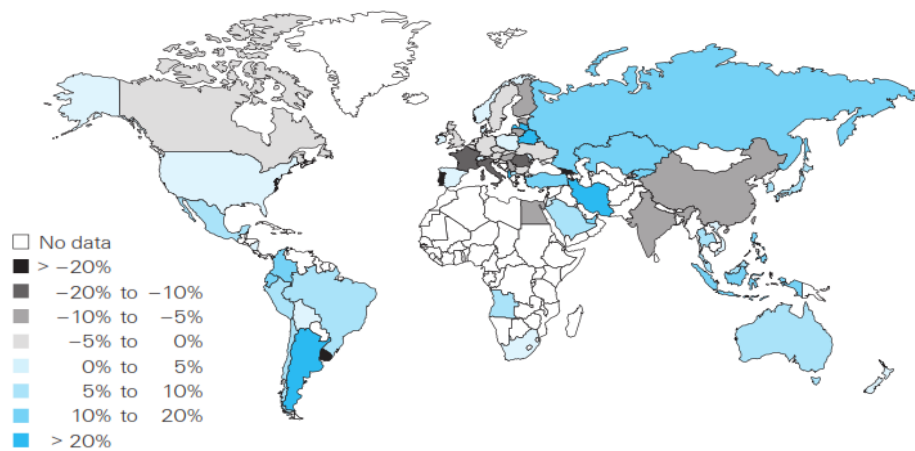 No data
> −20%
−20% to −10%
−10% to −5%
−5% to 0%
0% to 5%
5% to 10%
10% to 20%
> 20%